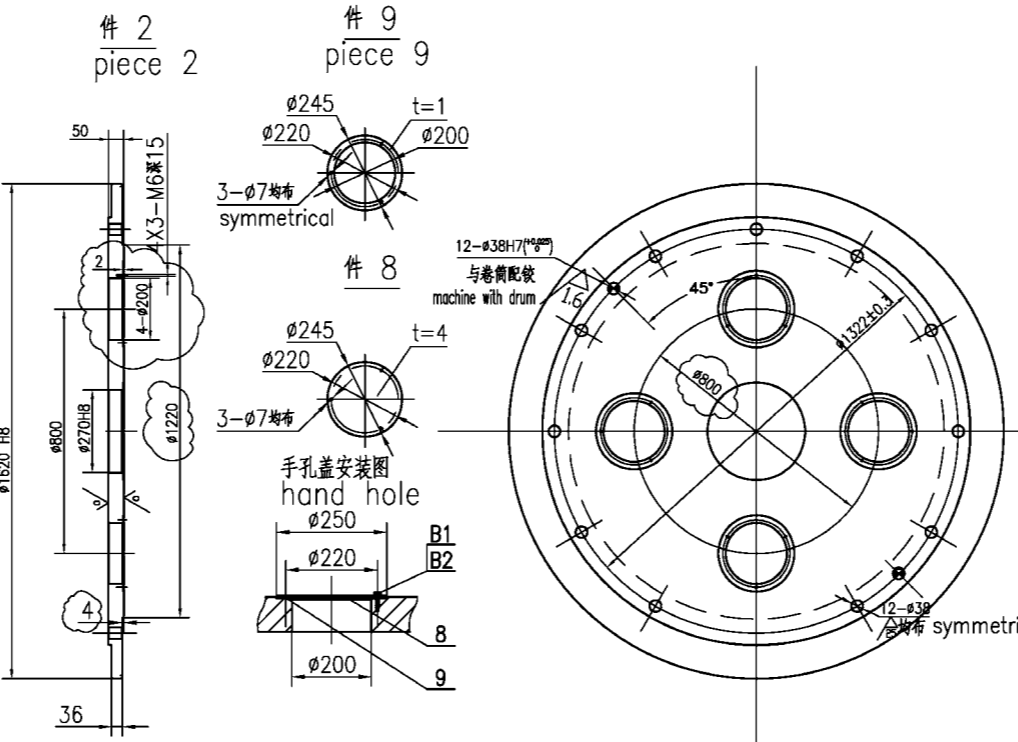 件 2
piece 2
50
4X3-M6深15
2
4-ø200
ø1620 H8
ø800
ø270H8
ø1220
4
36
件 9
piece 9
ø245
t=1
ø220
ø200
3-ø7均布
symmetrical
件 8
ø245
t=4
ø220
3-ø7均布
手孔盖安装图
hand hole
ø250
B1
ø220
B2
8
ø200
9
12-ø38H7(+0.025 0)
与卷筒配铰
machine with drum
1.6
45°
ø1322±0.3
ø800
12-ø38
均布 symmetri